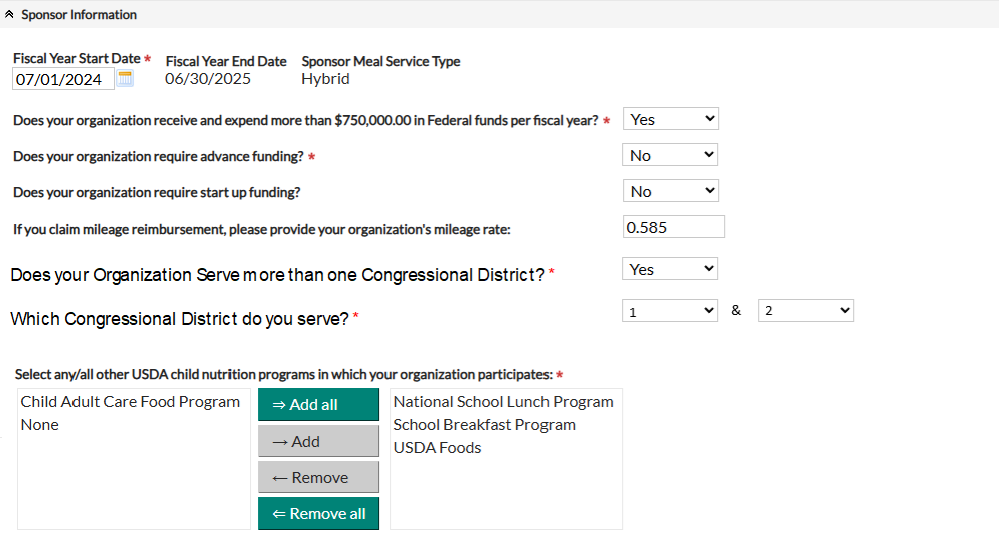 Sponsor Information
Fiscal Year Start Date * Fiscal Year End Date Sponsor Meal Service Type
07/01/2024 06/30/2025 Hybrid
Does your organization receive and expend more than $750,000.00 in Federal funds per fiscal year? * Yes
Does your organization require advance funding? * No
Does your organization require start up funding? No
If you claim mileage reimbursement, please provide your organization's mileage rate: 0.585
Does your Organization Serve more than one Congressional District? * Yes
Which Congressional District do you serve? * 1 & 2
Select any/all other USDA child nutrition programs in which your organization participates: *
Child Adult Care Food Program
None
⇒ Add all
→ Add
← Remove
⇐ Remove all
National School Lunch Program
School Breakfast Program
USDA Foods